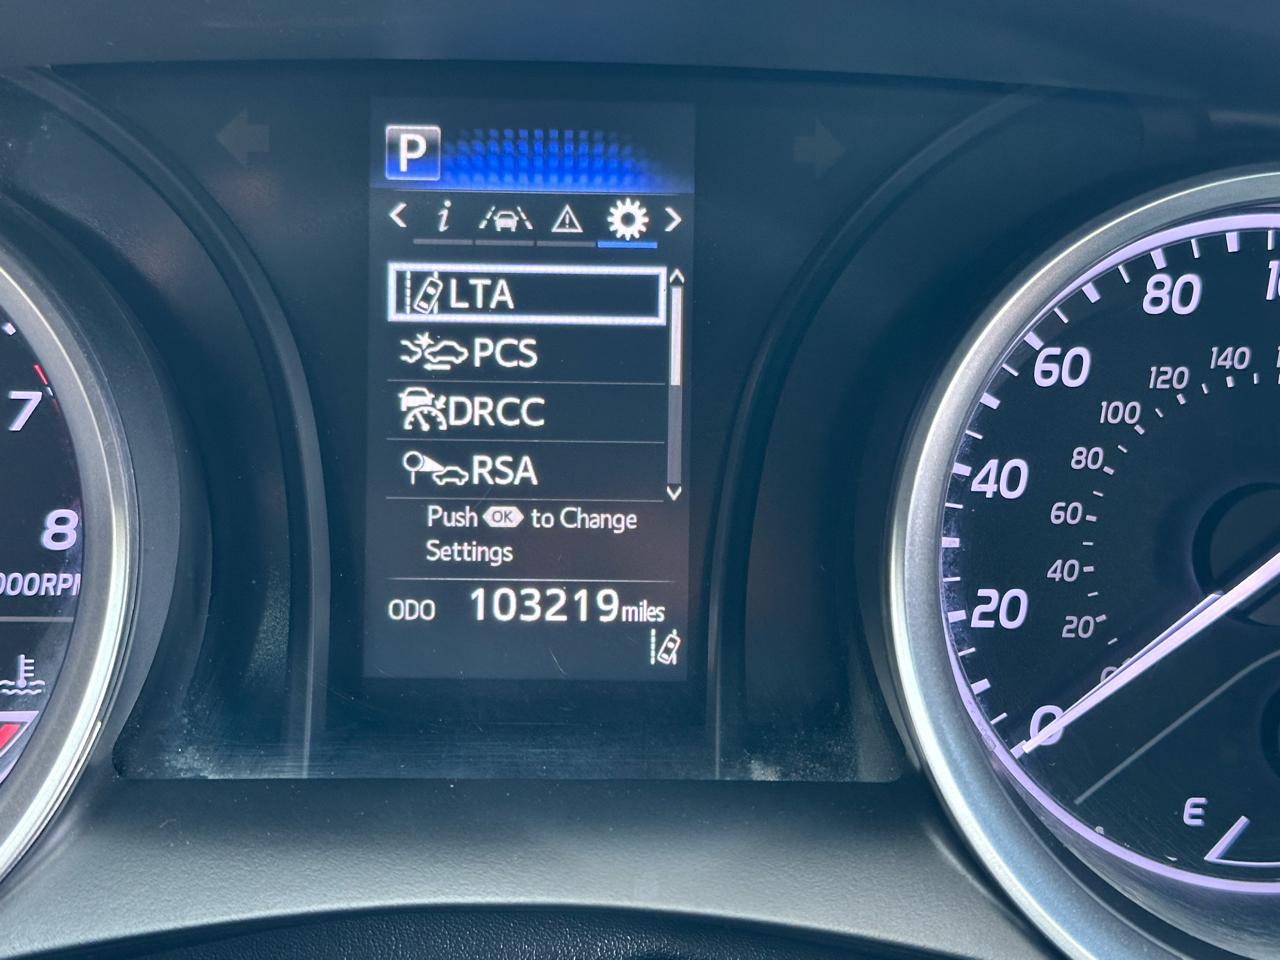 P
i
LTA
PCS
DRCC
RSA
Push OK to Change
Settings
ODO 103219 miles
7
8
000RPM
80
60
40
20
0
140
120
100
80
60
40
20
E